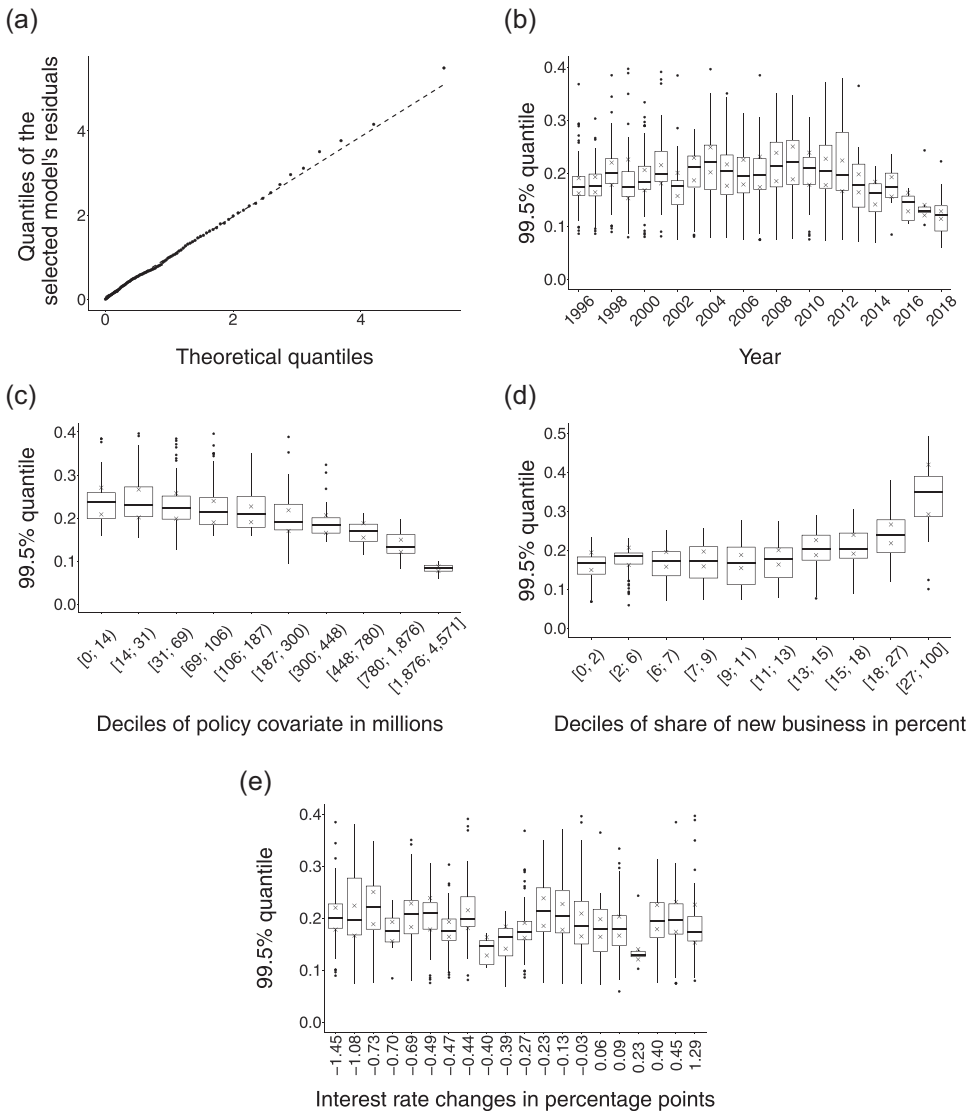 (a)
Quantiles of the
selected model's residuals
4
2
0
0 2 4
Theoretical quantiles
(b)
99.5% quantile
0.4
0.3
0.2
0.1
0.0
1996 1998 2000 2002 2004 2006 2008 2010 2012 2014 2016 2018
Year
(c)
99.5% quantile
0.4
0.3
0.2
0.1
0.0
[0; 14) [14; 31) [31; 69) [69; 106) [106; 187) [187; 300) [300; 448) [448; 780) [780; 1,876) [1,876; 4,571]
Deciles of policy covariate in millions
(d)
99.5% quantile
0.5
0.4
0.3
0.2
0.1
0.0
[0; 2) [2; 6) [6; 7) [7; 9) [9; 11) [11; 13) [13; 15) [15; 18) [18; 27) [27; 100]
Deciles of share of new business in percent
(e)
99.5% quantile
0.4
0.3
0.2
0.1
0.0
−1.45 −1.08 −0.73 −0.70 −0.69 −0.49 −0.47 −0.44 −0.40 −0.39 −0.27 −0.23 −0.13 −0.03 0.06 0.09 0.23 0.40 0.45 1.29
Interest rate changes in percentage points